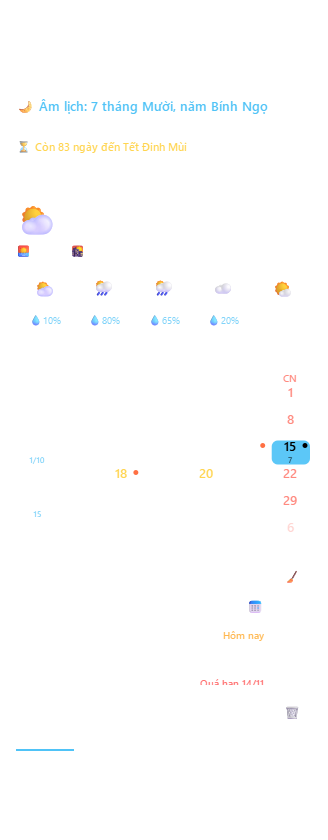 Âm lịch: 7 tháng Mười, năm Bính Ngọ
Còn 83 ngày đến Tết Đinh Mùi
10% 80% 65% 20%
CN
1
8
15
1/10 7
18 20 22
29
15
6
Hôm nay
Quá hạn 14/11